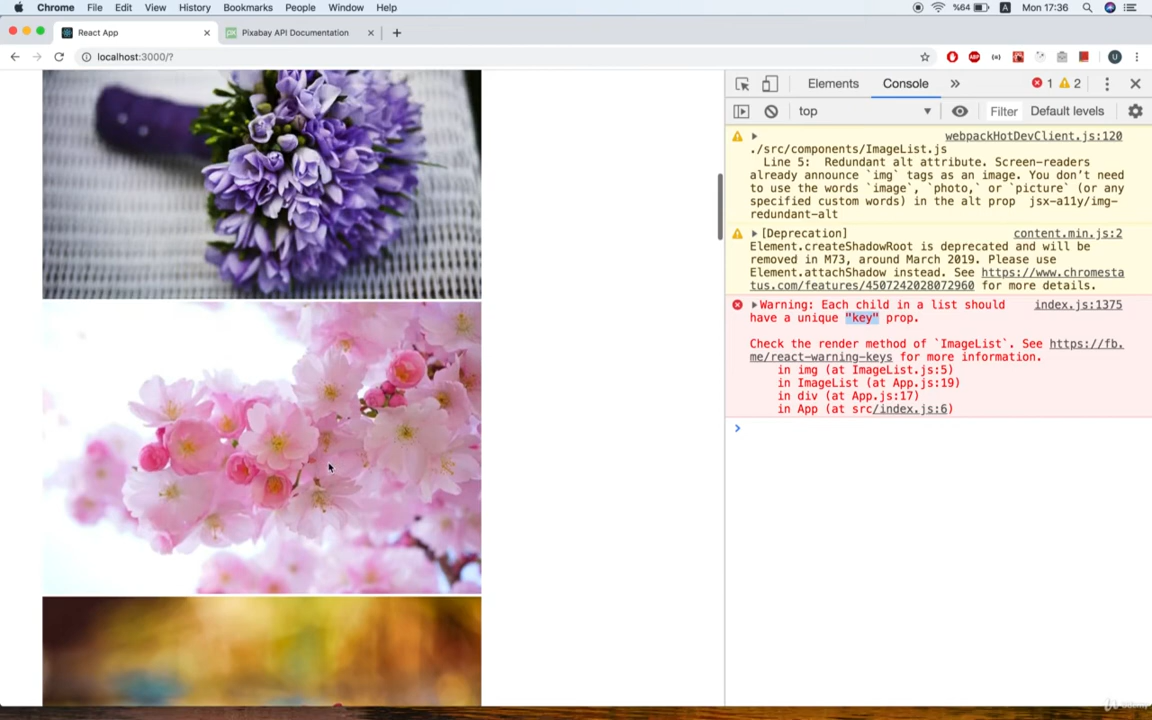 Chrome File Edit View History Bookmarks People Window Help %64 A Mon 17:36
React App Pixabay API Documentation
localhost:3000/? ABP U
Elements Console 1 2
top Filter Default levels
webpackHotDevClient.js:120
./src/components/ImageList.js
Line 5: Redundant alt attribute. Screen-readers
already announce `img` tags as an image. You don't need
to use the words `image`, `photo,` or `picture` (or any
specified custom words) in the alt prop jsx-a11y/img-
redundant-alt
[Deprecation] content.min.js:2
Element.createShadowRoot is deprecated and will be
removed in M73, around March 2019. Please use
Element.attachShadow instead. See https://www.chromesta
tus.com/features/4507242028072960 for more details.
Warning: Each child in a list should index.js:1375
have a unique "key" prop.
Check the render method of `ImageList`. See https://fb.
me/react-warning-keys for more information.
in img (at ImageList.js:5)
in ImageList (at App.js:19)
in div (at App.js:17)
in App (at src/index.js:6)